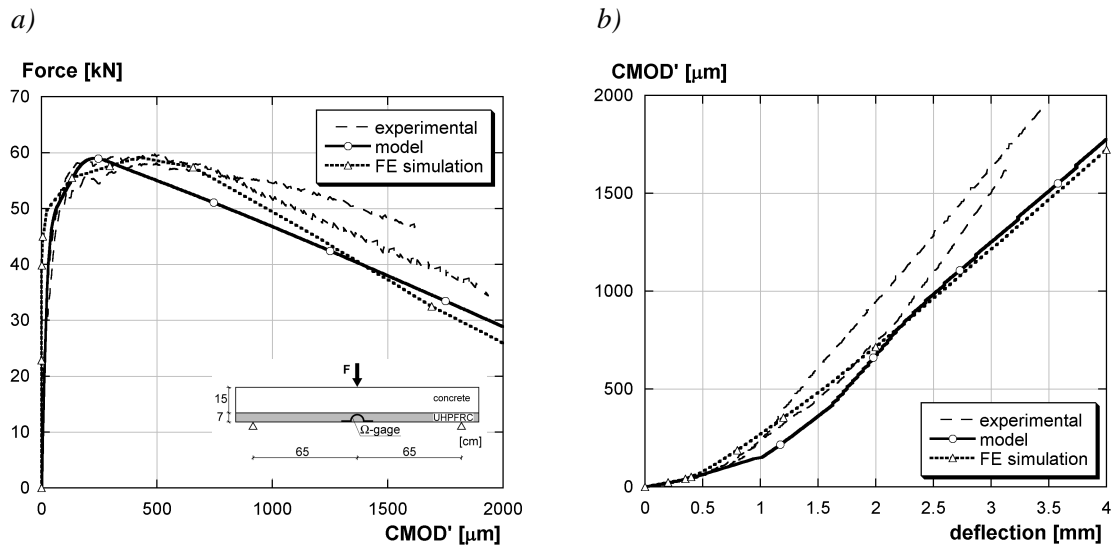 a)
Force [kN]
70
60
50
40
30
20
10
0
experimental
model
FE simulation
F
15
7
concrete
UHPFRC
Ω-gage
[cm]
65
65
0
500
1000
1500
2000
CMOD' [μm]
b)
CMOD' [μm]
2000
1500
1000
500
0
experimental
model
FE simulation
0
0.5
1
1.5
2
2.5
3
3.5
4
deflection [mm]